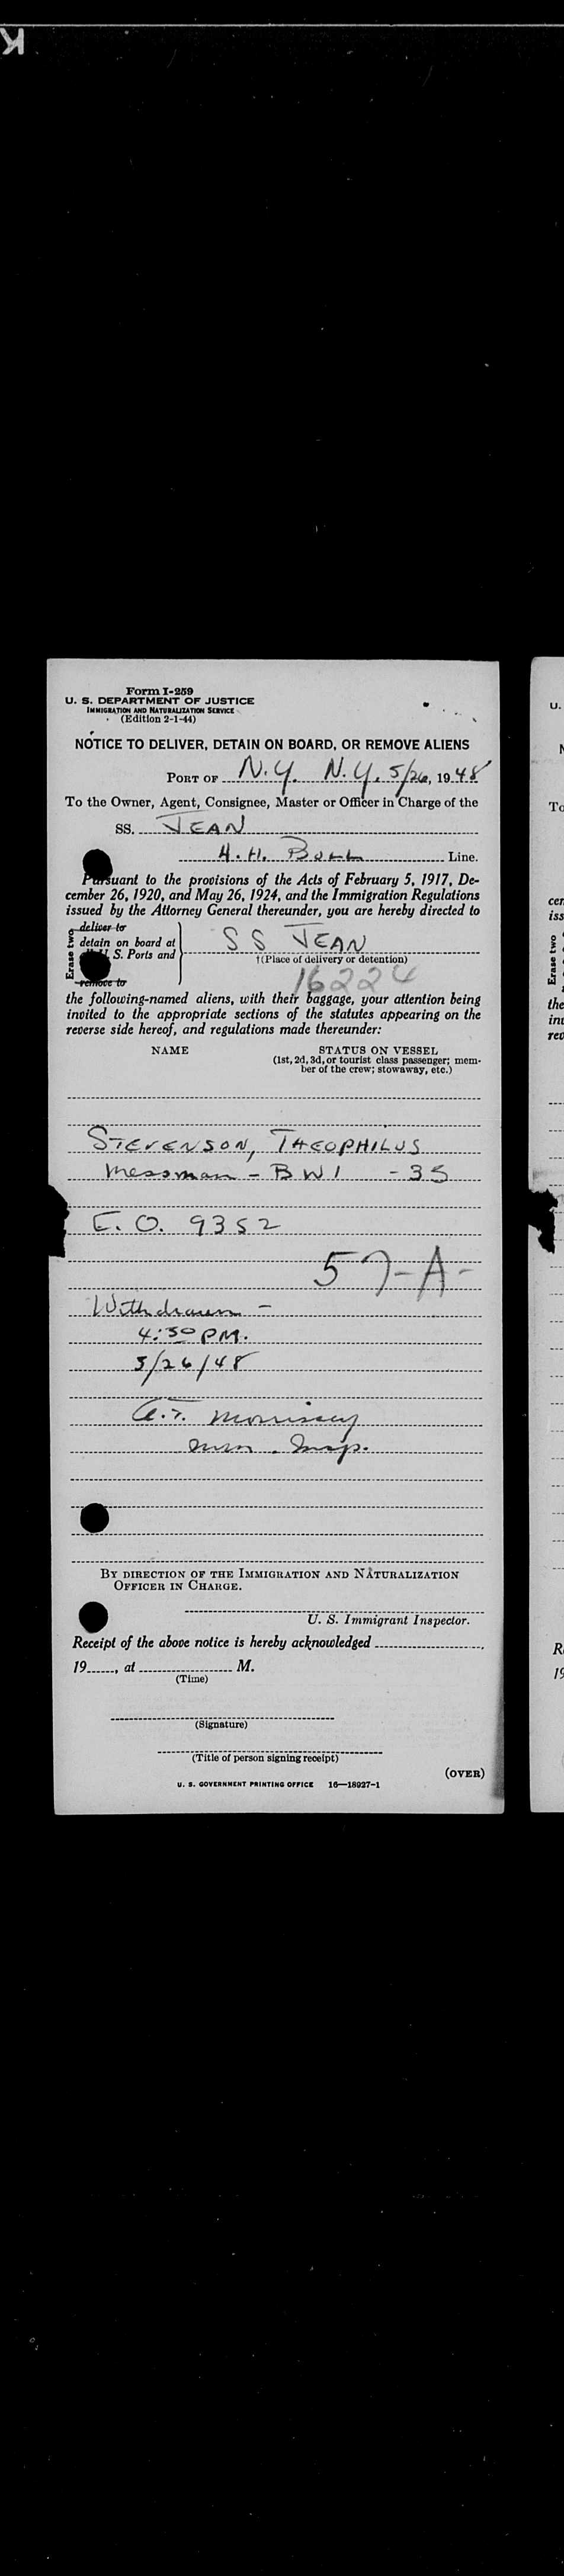 K
Form I-259
U. S. DEPARTMENT OF JUSTICE
IMMIGRATION AND NATURALIZATION SERVICE
(Edition 2-1-44)
NOTICE TO DELIVER, DETAIN ON BOARD, OR REMOVE ALIENS
PORT OF N.Y. N.Y. 5/26, 1948
To the Owner, Agent, Consignee, Master or Officer in Charge of the
SS. JEAN
A. H. BULL Line.
Pursuant to the provisions of the Acts of February 5, 1917, De-
cember 26, 1920, and May 26, 1924, and the Immigration Regulations
issued by the Attorney General thereunder, you are hereby directed to
Erase two
deliver to
detain on board at
S. Ports and
remove to
SS JEAN
†(Place of delivery or detention)
16224
the following-named aliens, with their baggage, your attention being
invited to the appropriate sections of the statutes appearing on the
reverse side hereof, and regulations made thereunder:
NAME STATUS ON VESSEL
(1st, 2d, 3d, or tourist class passenger; mem-
ber of the crew; stowaway, etc.)
STEVENSON, THEOPHILUS
Messman - BWI - 35
E. O. 9352
57-A-
Withdrawn -
4:30 PM.
5/26/48
A.T. Morrissey
Imm. Insp.
BY DIRECTION OF THE IMMIGRATION AND NATURALIZATION
OFFICER IN CHARGE.
U. S. Immigrant Inspector.
Receipt of the above notice is hereby acknowledged
19, at M.
(Time)
(Signature)
(Title of person signing receipt)
(OVER)
U. S. GOVERNMENT PRINTING OFFICE 16—18927-1